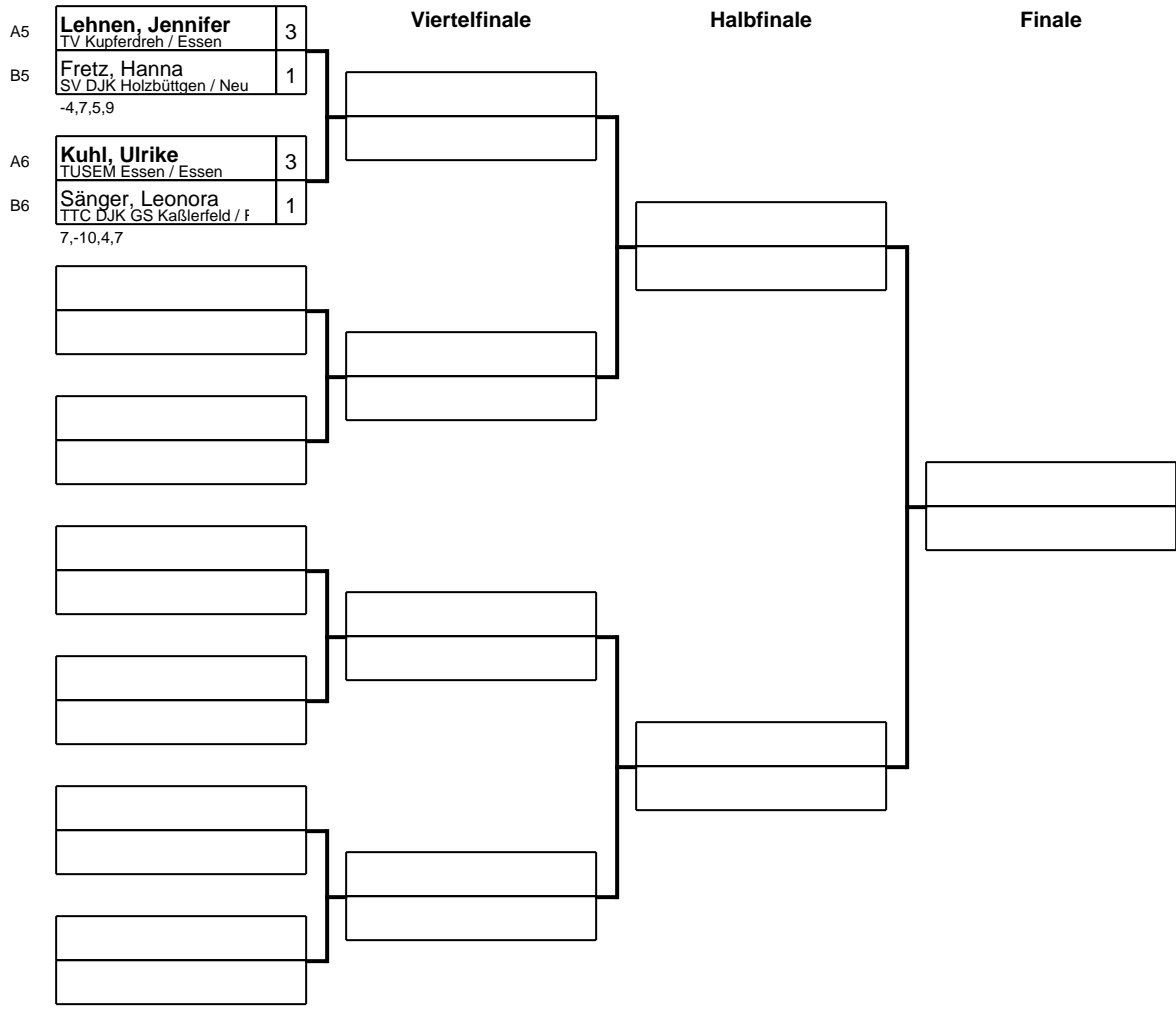 Viertelfinale Halbfinale Finale
A5 Lehnen, Jennifer 3
TV Kupferdreh / Essen
B5 Fretz, Hanna 1
SV DJK Holzbüttgen / Neu
-4,7,5,9
A6 Kuhl, Ulrike 3
TUSEM Essen / Essen
B6 Sänger, Leonora 1
TTC DJK GS Kaßlerfeld /
7,-10,4,7